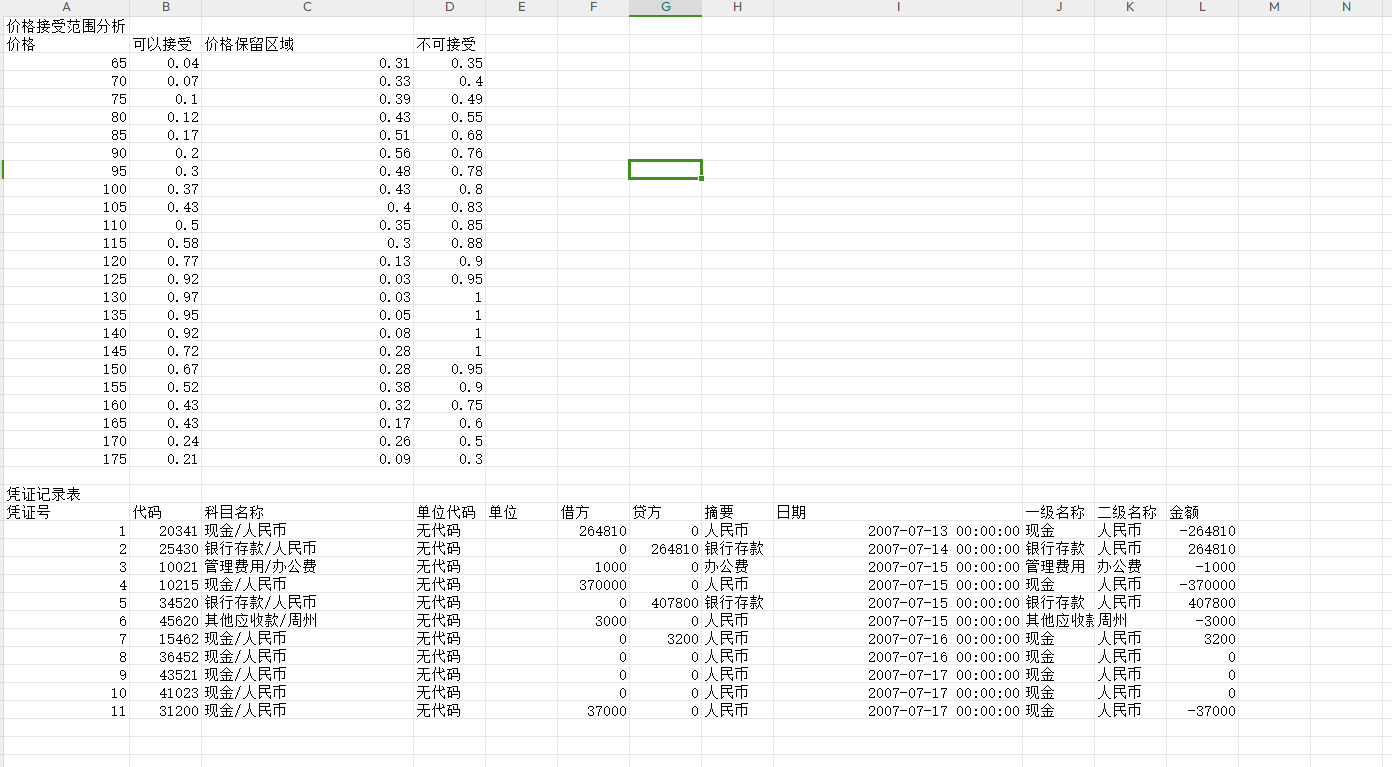 A B C D E F G H I J K L M N
价格接受范围分析
价格 可以接受 价格保留区域 不可接受
65 0.04 0.31 0.35
70 0.07 0.33 0.4
75 0.1 0.39 0.49
80 0.12 0.43 0.55
85 0.17 0.51 0.68
90 0.2 0.56 0.76
95 0.3 0.48 0.78
100 0.37 0.43 0.8
105 0.43 0.4 0.83
110 0.5 0.35 0.85
115 0.58 0.3 0.88
120 0.77 0.13 0.9
125 0.92 0.03 0.95
130 0.97 0.03 1
135 0.95 0.05 1
140 0.92 0.08 1
145 0.72 0.28 1
150 0.67 0.28 0.95
155 0.52 0.38 0.9
160 0.43 0.32 0.75
165 0.43 0.17 0.6
170 0.24 0.26 0.5
175 0.21 0.09 0.3
凭证记录表
凭证号 代码 科目名称 单位代码 单位 借方 贷方 摘要 日期 一级名称 二级名称 金额
1 20341 现金/人民币 无代码 264810 0 人民币 2007-07-13 00:00:00 现金 人民币 -264810
2 25430 银行存款/人民币 无代码 0 264810 银行存款 2007-07-14 00:00:00 银行存款 人民币 264810
3 10021 管理费用/办公费 无代码 1000 0 办公费 2007-07-15 00:00:00 管理费用 办公费 -1000
4 10215 现金/人民币 无代码 370000 0 人民币 2007-07-15 00:00:00 现金 人民币 -370000
5 34520 银行存款/人民币 无代码 0 407800 银行存款 2007-07-15 00:00:00 银行存款 人民币 407800
6 45620 其他应收款/周州 无代码 3000 0 人民币 2007-07-15 00:00:00 其他应收款 周州 -3000
7 15462 现金/人民币 无代码 0 3200 人民币 2007-07-16 00:00:00 现金 人民币 3200
8 36452 现金/人民币 无代码 0 0 人民币 2007-07-16 00:00:00 现金 人民币 0
9 43521 现金/人民币 无代码 0 0 人民币 2007-07-17 00:00:00 现金 人民币 0
10 41023 现金/人民币 无代码 0 0 人民币 2007-07-17 00:00:00 现金 人民币 0
11 31200 现金/人民币 无代码 37000 0 人民币 2007-07-17 00:00:00 现金 人民币 -37000